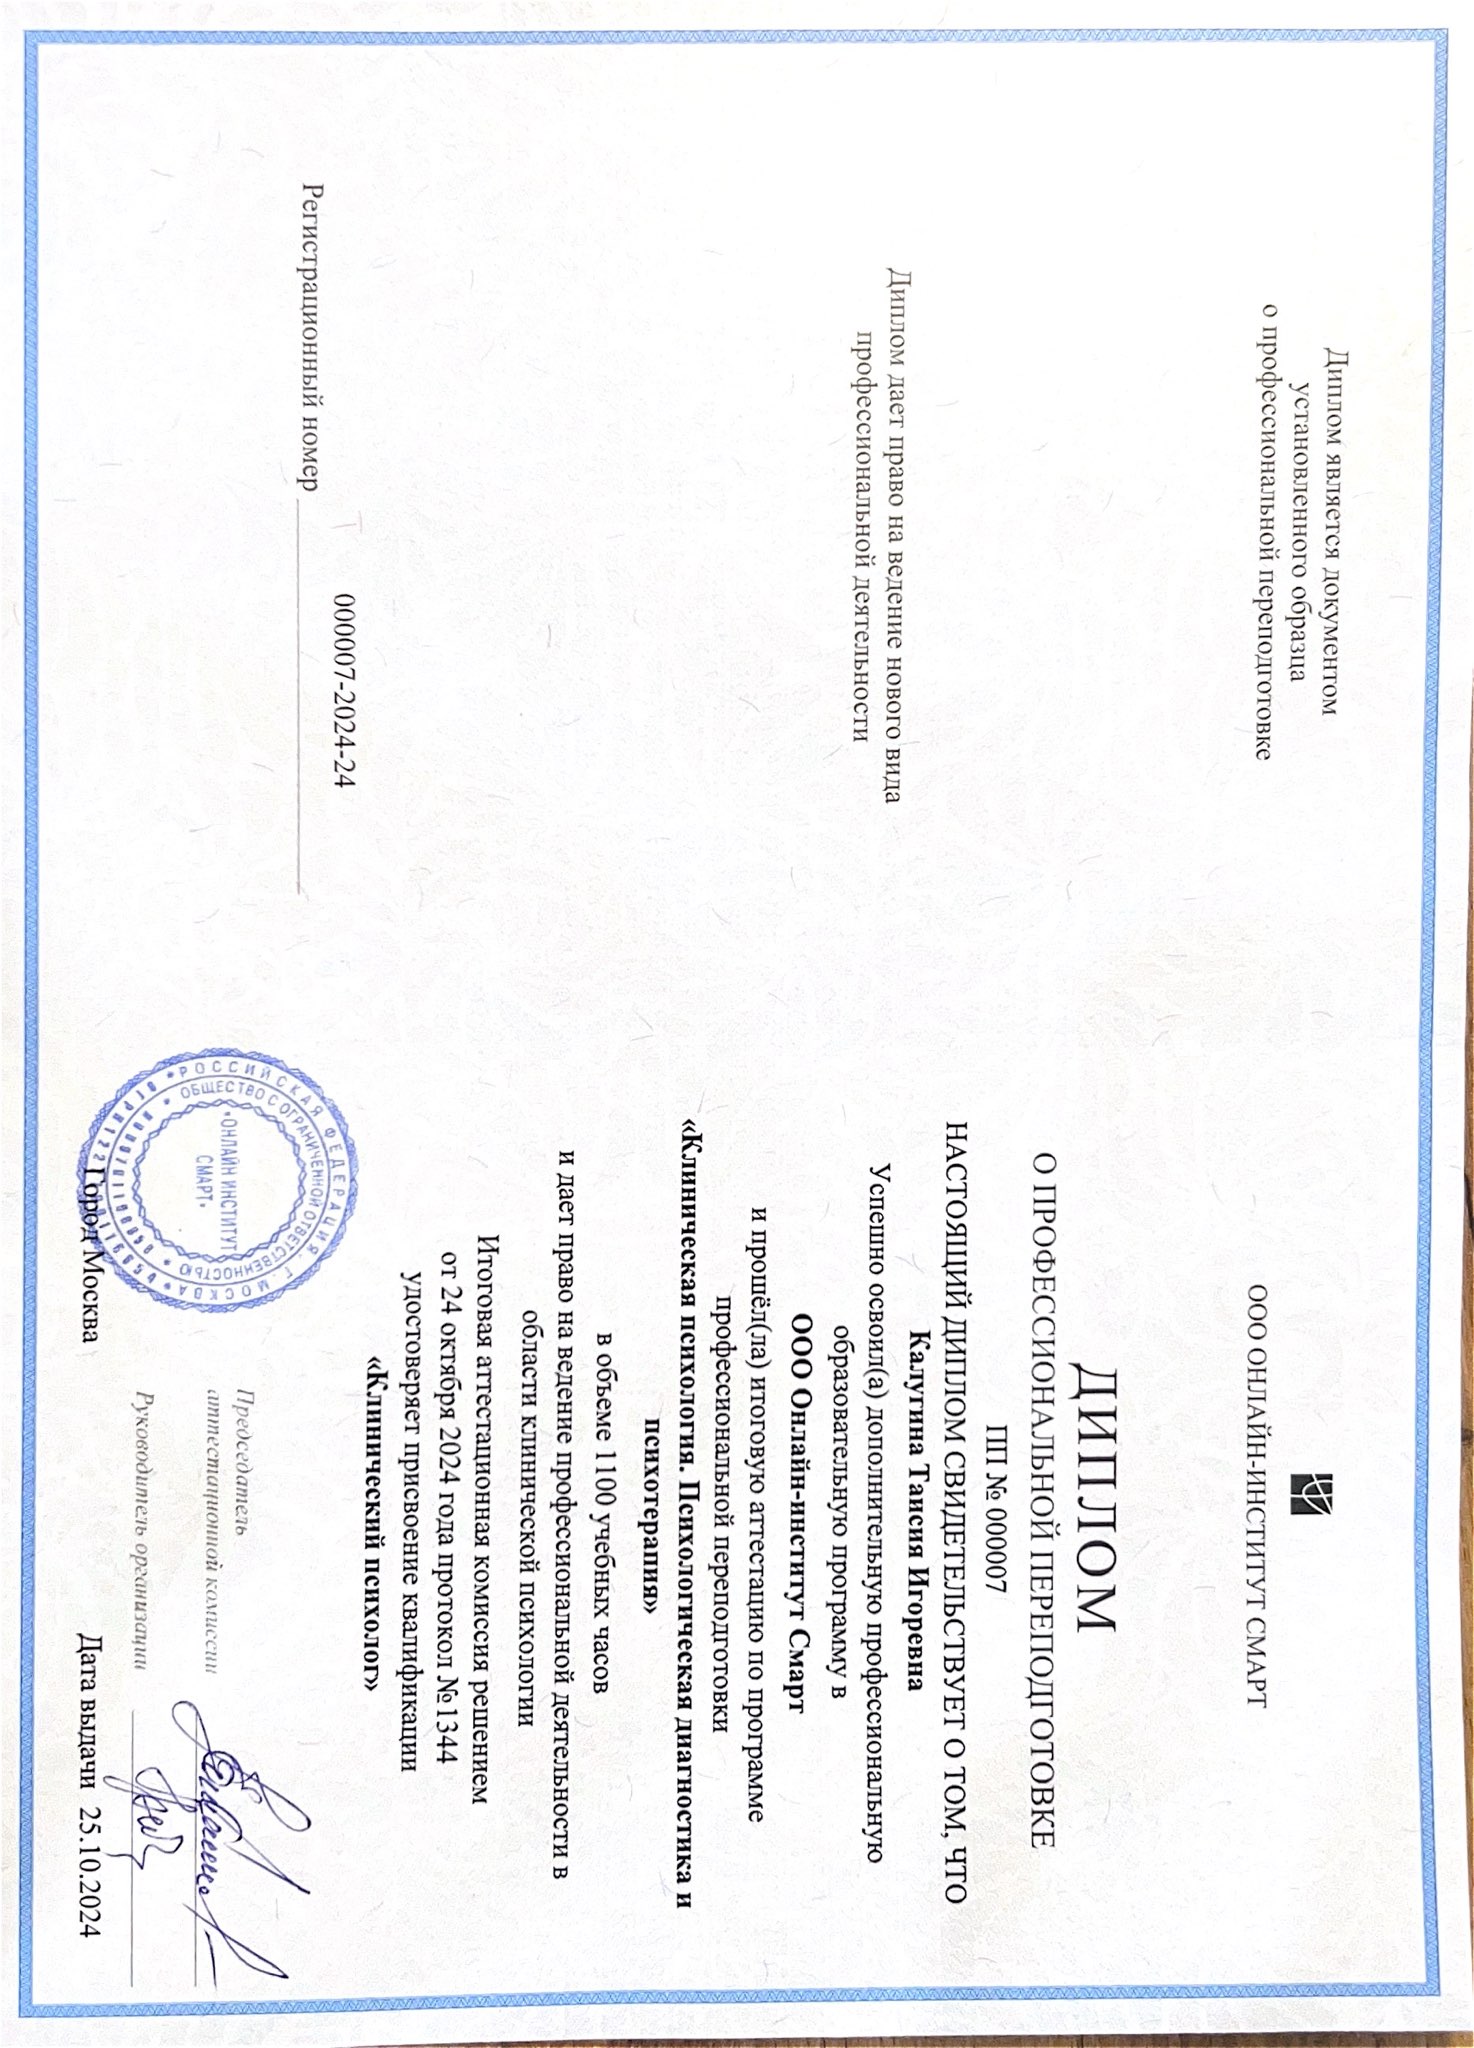 Диплом является документом
установленного образца
о профессиональной переподготовке
Диплом дает право на ведение нового вида
профессиональной деятельности
Регистрационный номер
000007-2024-24
ООО ОНЛАЙН-ИНСТИТУТ СМАРТ
ДИПЛОМ
О ПРОФЕССИОНАЛЬНОЙ ПЕРЕПОДГОТОВКЕ
ПП № 000007
НАСТОЯЩИЙ ДИПЛОМ СВИДЕТЕЛЬСТВУЕТ О ТОМ, ЧТО
Калугина Таисия Игоревна
Успешно освоил(а) дополнительную профессиональную
образовательную программу в
ООО Онлайн-институт Смарт
и прошёл(ла) итоговую аттестацию по программе
профессиональной переподготовки
«Клиническая психология. Психологическая диагностика и
психотерапия»
в объеме 1100 учебных часов
и дает право на ведение профессиональной деятельности в
области клинической психологии
Итоговая аттестационная комиссия решением
от 24 октября 2024 года протокол №1344
удостоверяет присвоение квалификации
«Клинический психолог»
Председатель
аттестационной комиссии
Руководитель организации
Город Москва
Дата выдачи 25.10.2024
РОССИЙСКАЯ ФЕДЕРАЦИЯ * Г. МОСКВА *
ОБЩЕСТВО С ОГРАНИЧЕННОЙ ОТВЕТСТВЕННОСТЬЮ
"ОНЛАЙН ИНСТИТУТ
СМАРТ"